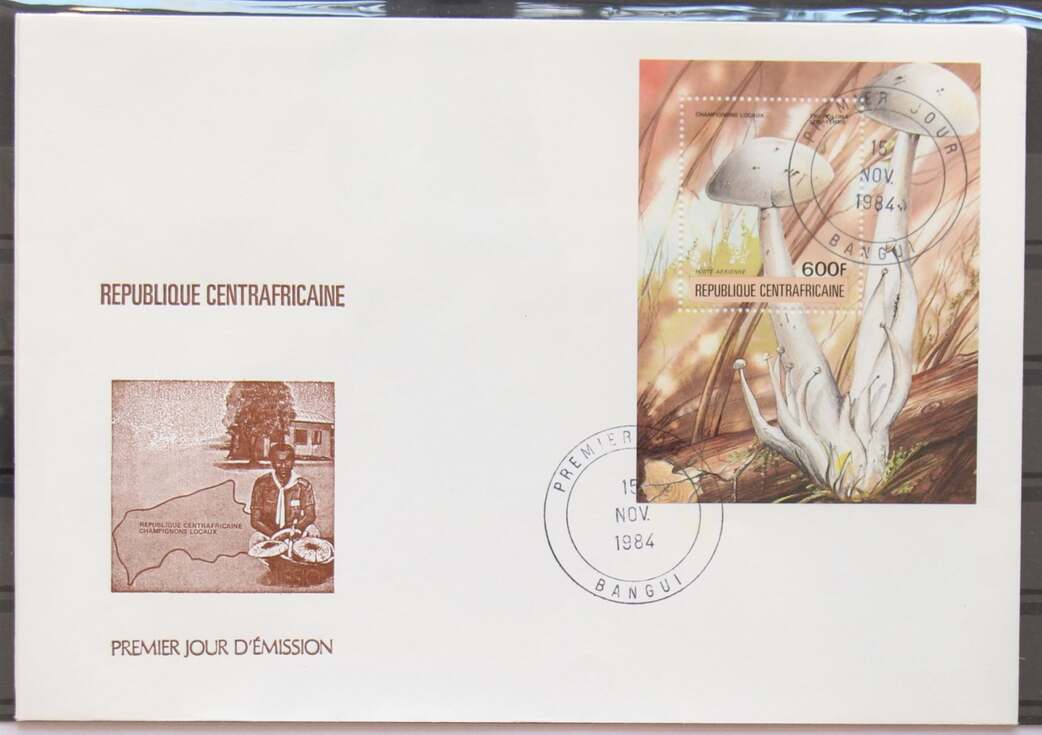 REPUBLIQUE CENTRAFRICAINE
REPUBLIQUE CENTRAFRICAINE
CHAMPIGNONS LOCAUX
PREMIER JOUR D'ÉMISSION
CHAMPIGNONS LOCAUX
POSTE AERIENNE
600F
REPUBLIQUE CENTRAFRICAINE
PREMIER JOUR
15
NOV.
1984
BANGUI
PREMIER
15
NOV.
1984
BANGUI